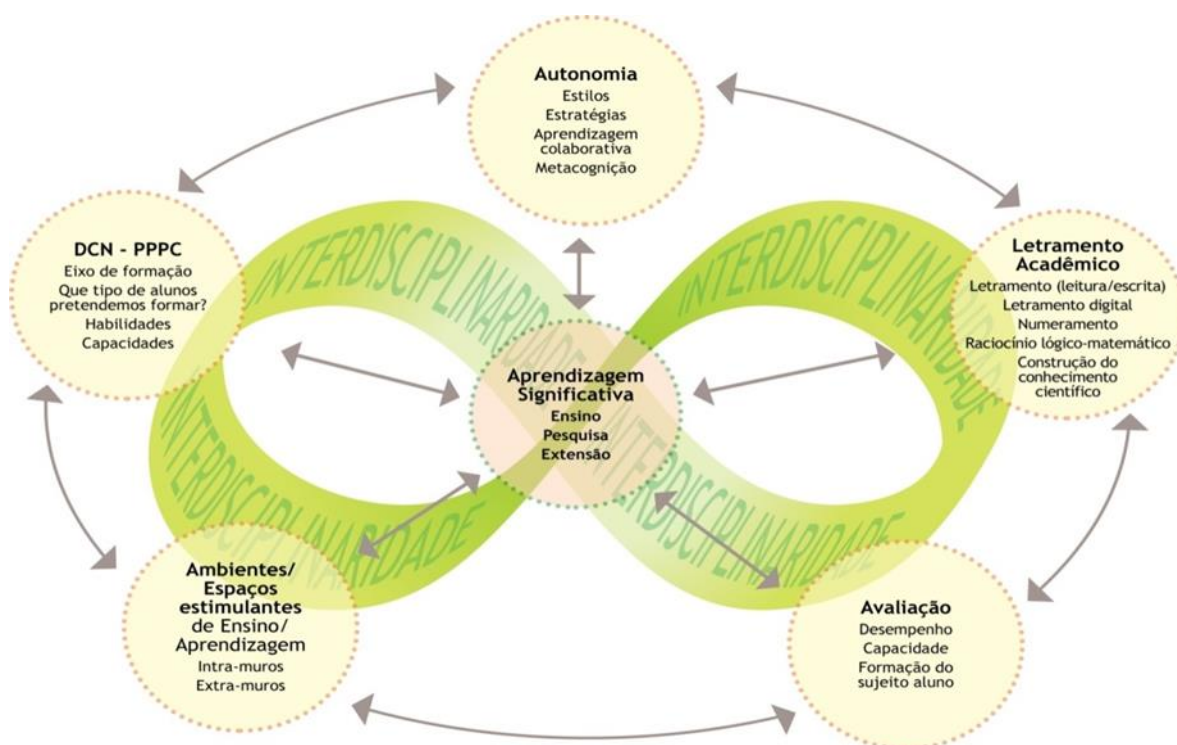 Autonomia
Estilos
Estratégias
Aprendizagem
colaborativa
Metacognição
DCN - PPPC
Eixo de formação
Que tipo de alunos
pretendemos formar?
Habilidades
Capacidades
INTERDISCIPLINARIDADE
INTERDISCIPLINARIDADE
Letramento
Acadêmico
Letramento (leitura/escrita)
Letramento digital
Numeramento
Raciocínio lógico-matemático
Construção do
conhecimento
científico
Aprendizagem
Significativa
Ensino
Pesquisa
Extensão
INTERDISCIPLINARIDADE
INTERDISCIPLINARIDADE
Ambientes/
Espaços
estimulantes
de Ensino/
Aprendizagem
Intra-muros
Extra-muros
Avaliação
Desempenho
Capacidade
Formação do
sujeito aluno